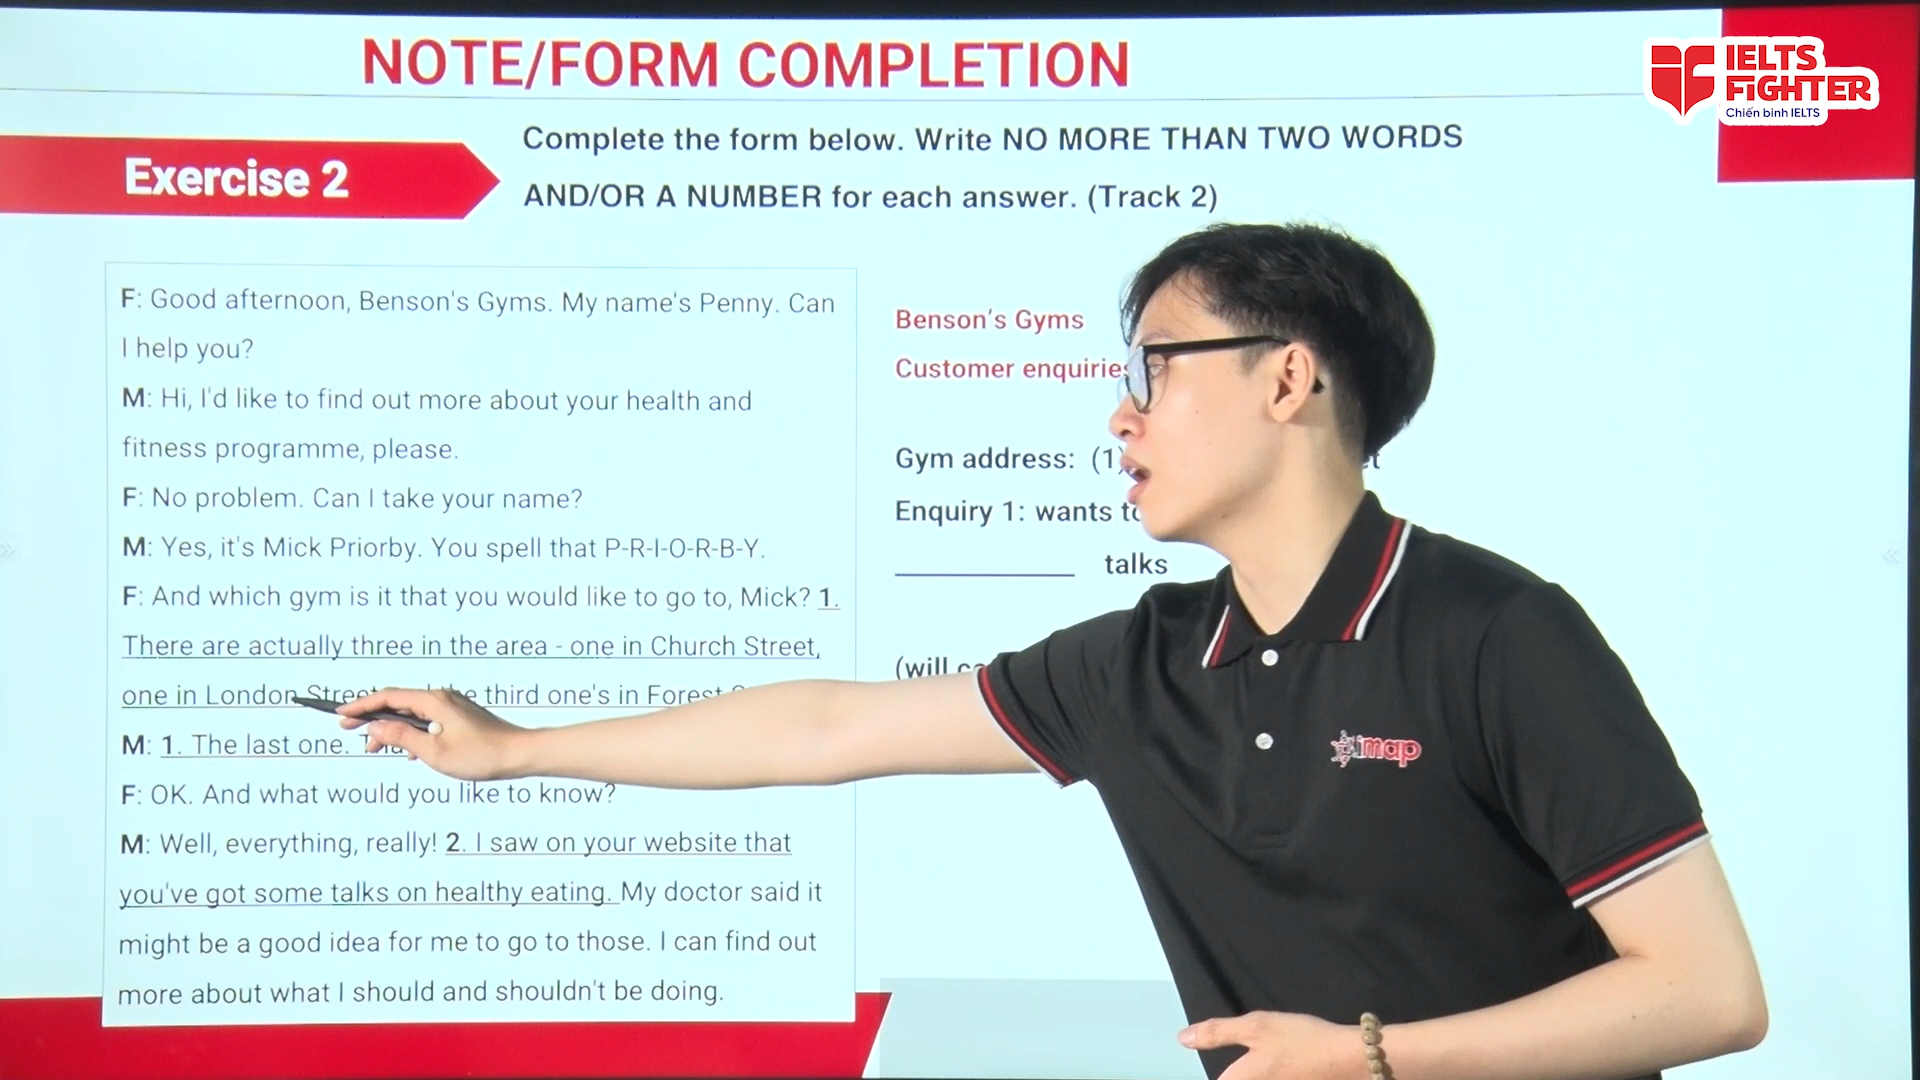 NOTE/FORM COMPLETION
IELTS
FiGHTER
Chiến binh IELTS
Exercise 2
Complete the form below. Write NO MORE THAN TWO WORDS
AND/OR A NUMBER for each answer. (Track 2)
F: Good afternoon, Benson's Gyms. My name's Penny. Can
I help you?
M: Hi, I'd like to find out more about your health and
fitness programme, please.
F: No problem. Can I take your name?
M: Yes, it's Mick Priorby. You spell that P-R-I-O-R-B-Y.
F: And which gym is it that you would like to go to, Mick? 1.
There are actually three in the area - one in Church Street,
one in London Street the third one's in Forest
M: 1. The last one.
F: OK. And what would you like to know?
M: Well, everything, really! 2. I saw on your website that
you've got some talks on healthy eating. My doctor said it
might be a good idea for me to go to those. I can find out
more about what I should and shouldn't be doing.
Benson's Gyms
Customer enquiries
Gym address: (1)
Enquiry 1: wants to
talks
(will
imap